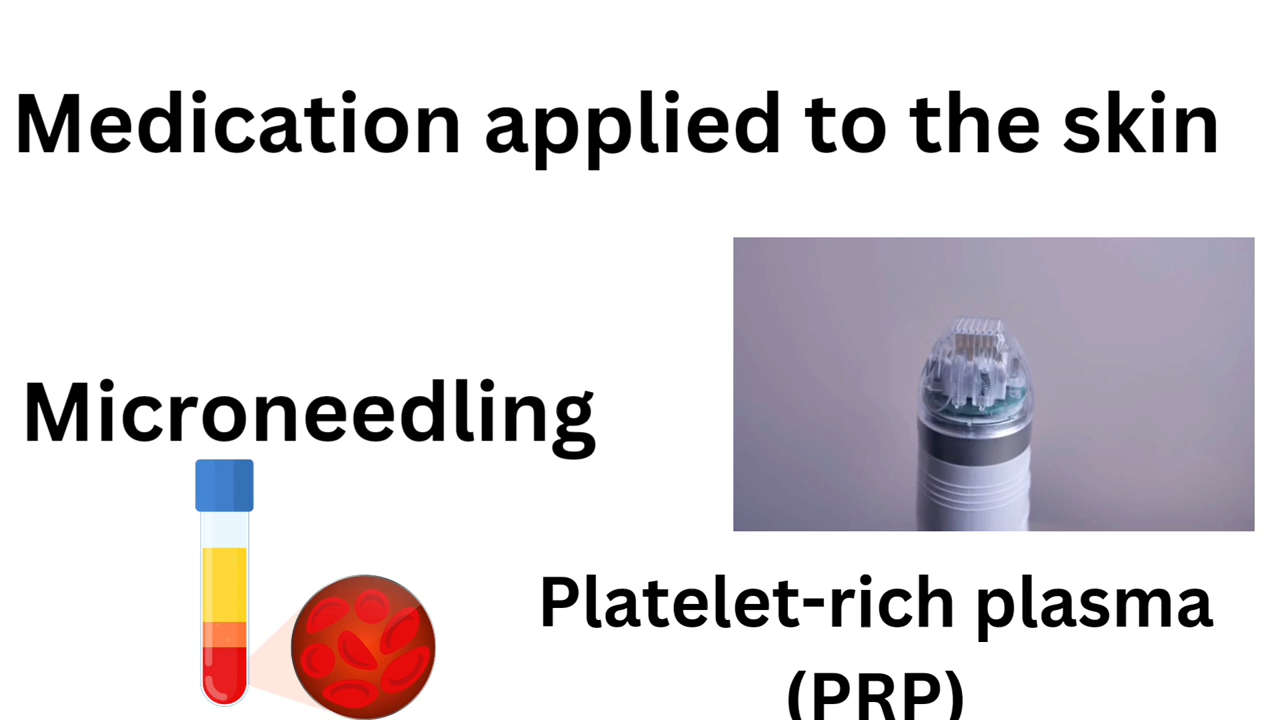 Medication applied to the skin
Microneedling
Platelet-rich plasma
(PRP)